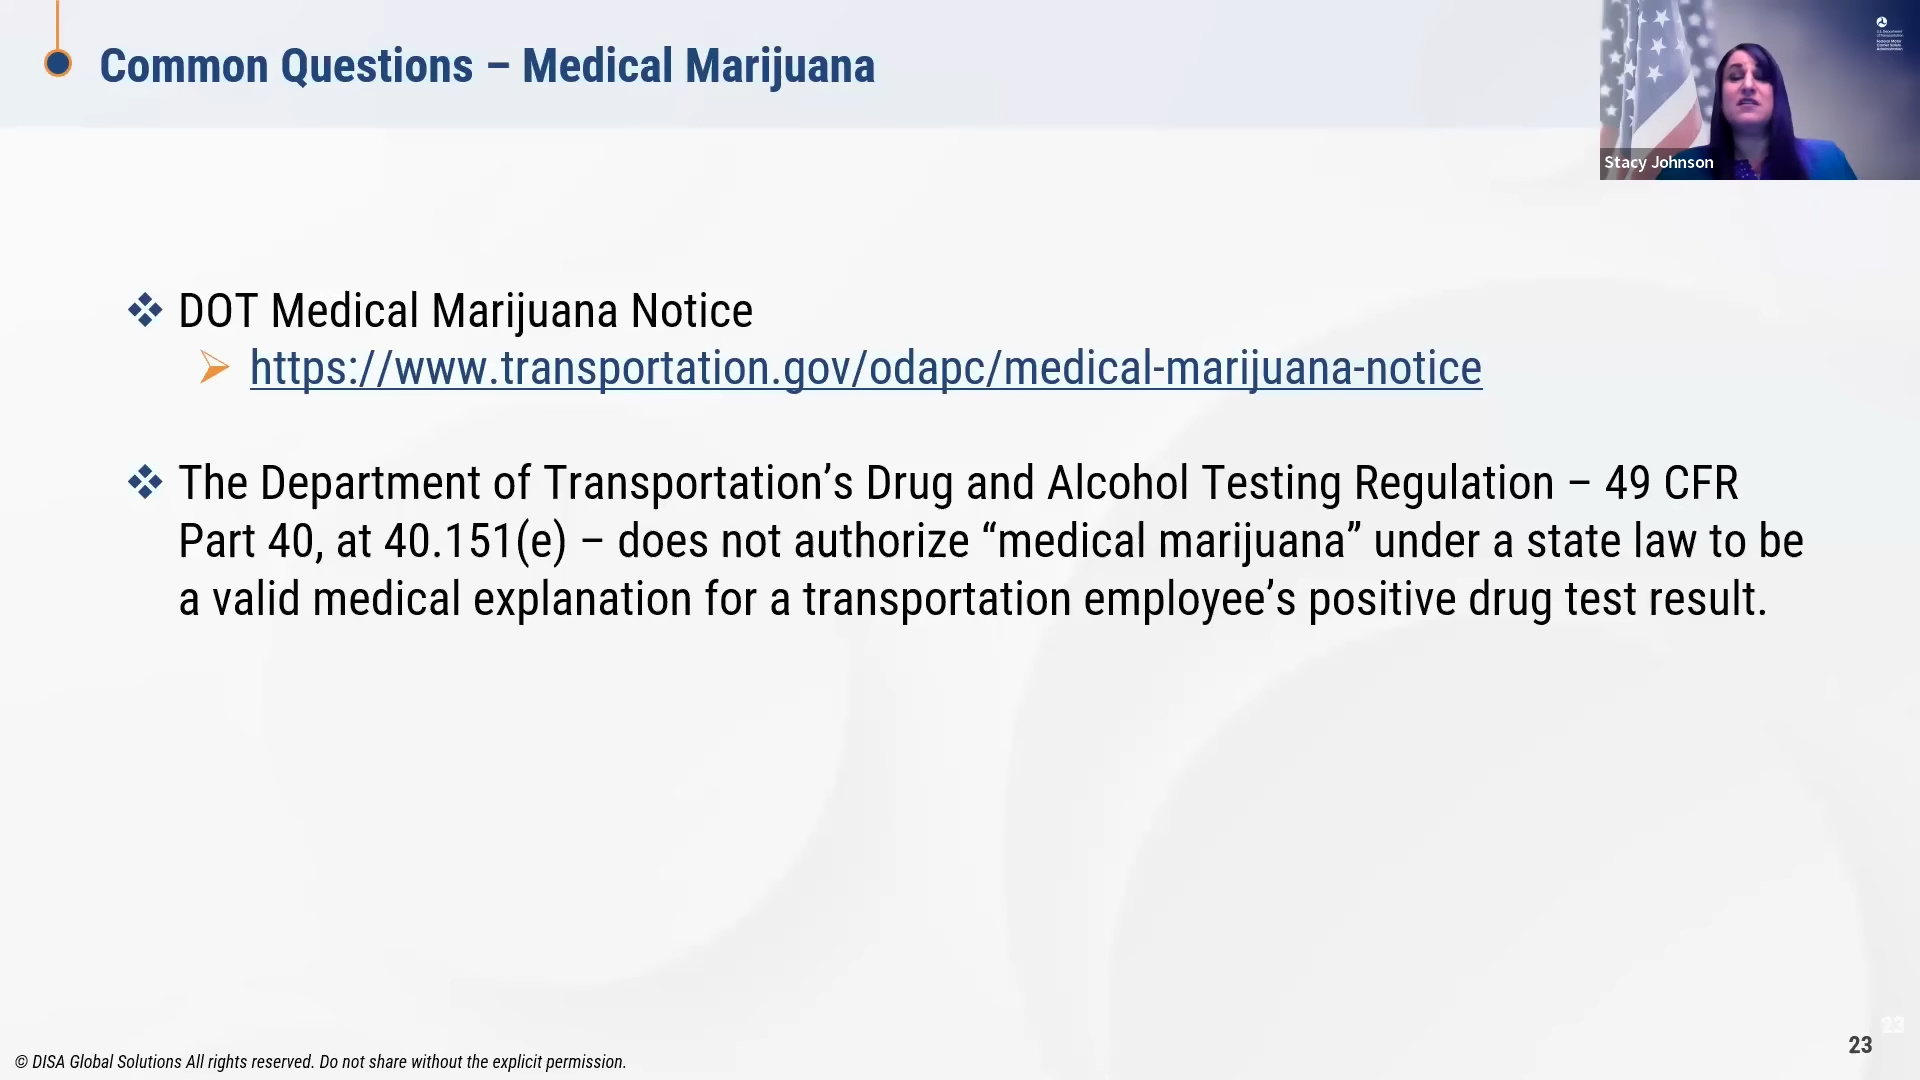 Common Questions – Medical Marijuana
Stacy Johnson
DOT Medical Marijuana Notice
https://www.transportation.gov/odapc/medical-marijuana-notice
The Department of Transportation’s Drug and Alcohol Testing Regulation – 49 CFR
Part 40, at 40.151(e) – does not authorize “medical marijuana” under a state law to be
a valid medical explanation for a transportation employee’s positive drug test result.
23
23
© DISA Global Solutions All rights reserved. Do not share without the explicit permission.